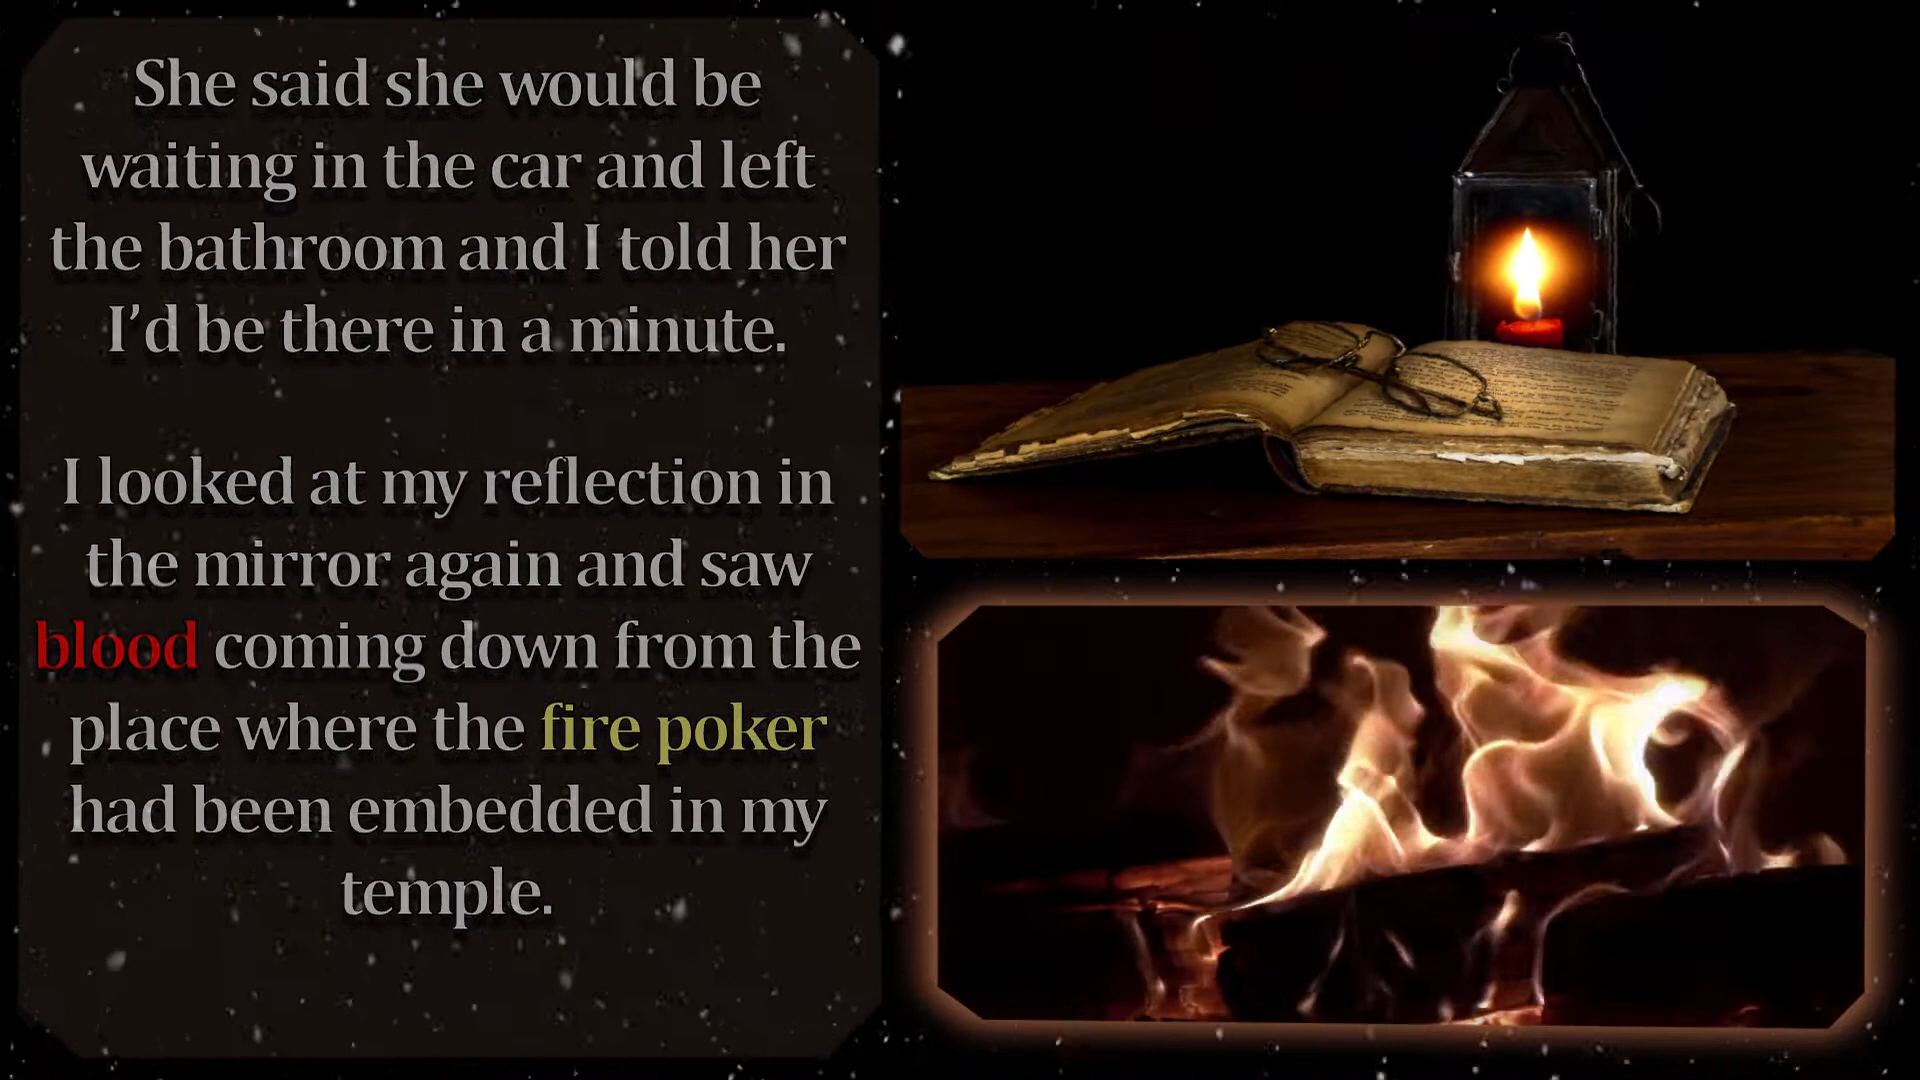 She said she would be
waiting in the car and left
the bathroom and I told her
I’d be there in a minute.
I looked at my reflection in
the mirror again and saw
blood coming down from the
place where the fire poker
had been embedded in my
temple.